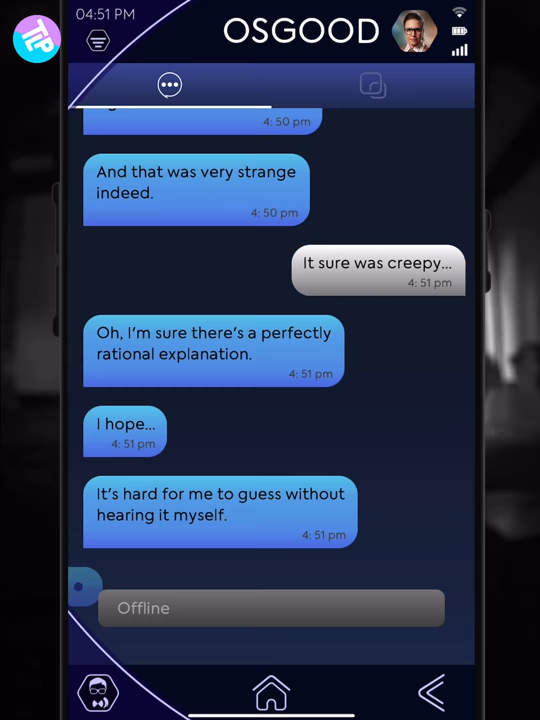 04:51 PM
OSGOOD
TLP
4: 50 pm
And that was very strange
indeed.
4: 50 pm
It sure was creepy...
4: 51 pm
Oh, I'm sure there's a perfectly
rational explanation.
4: 51 pm
I hope...
4: 51 pm
It's hard for me to guess without
hearing it myself.
4: 51 pm
Offline